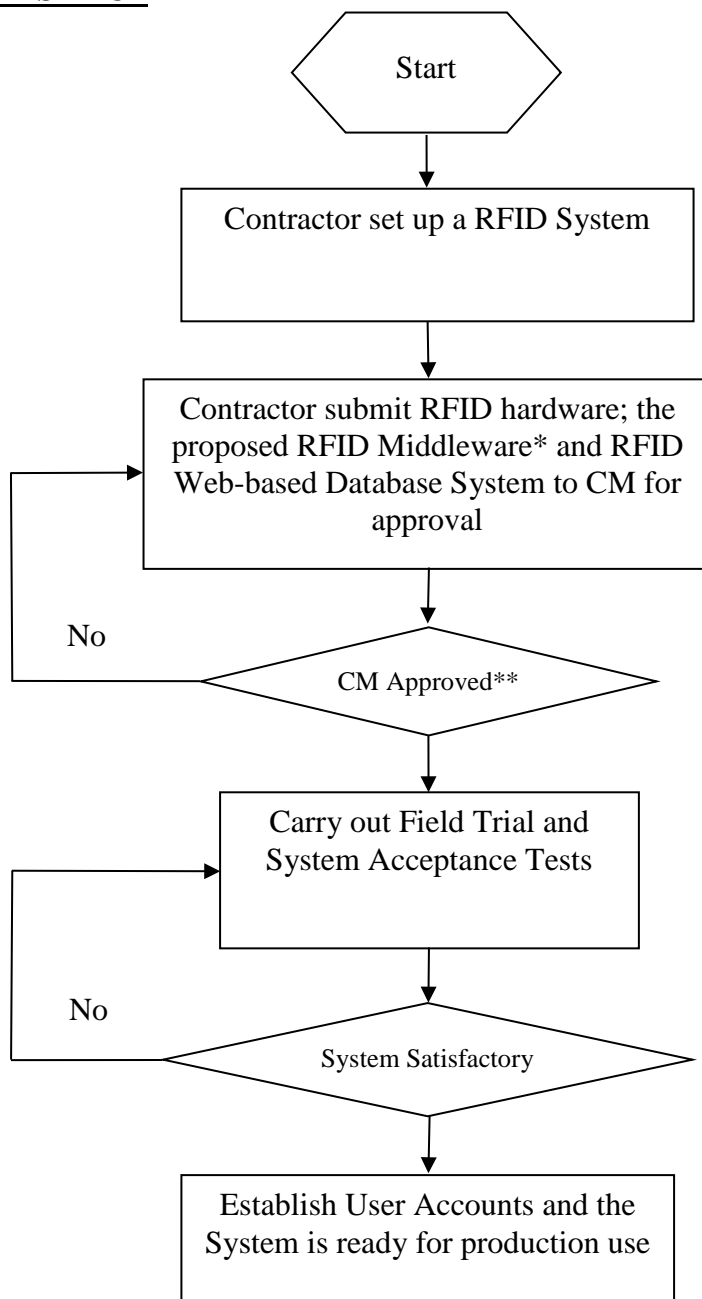 Start
Contractor set up a RFID System
Contractor submit RFID hardware; the
proposed RFID Middleware* and RFID
Web-based Database System to CM for
approval
No
CM Approved**
Carry out Field Trial and
System Acceptance Tests
No
System Satisfactory
Establish User Accounts and the
System is ready for production use